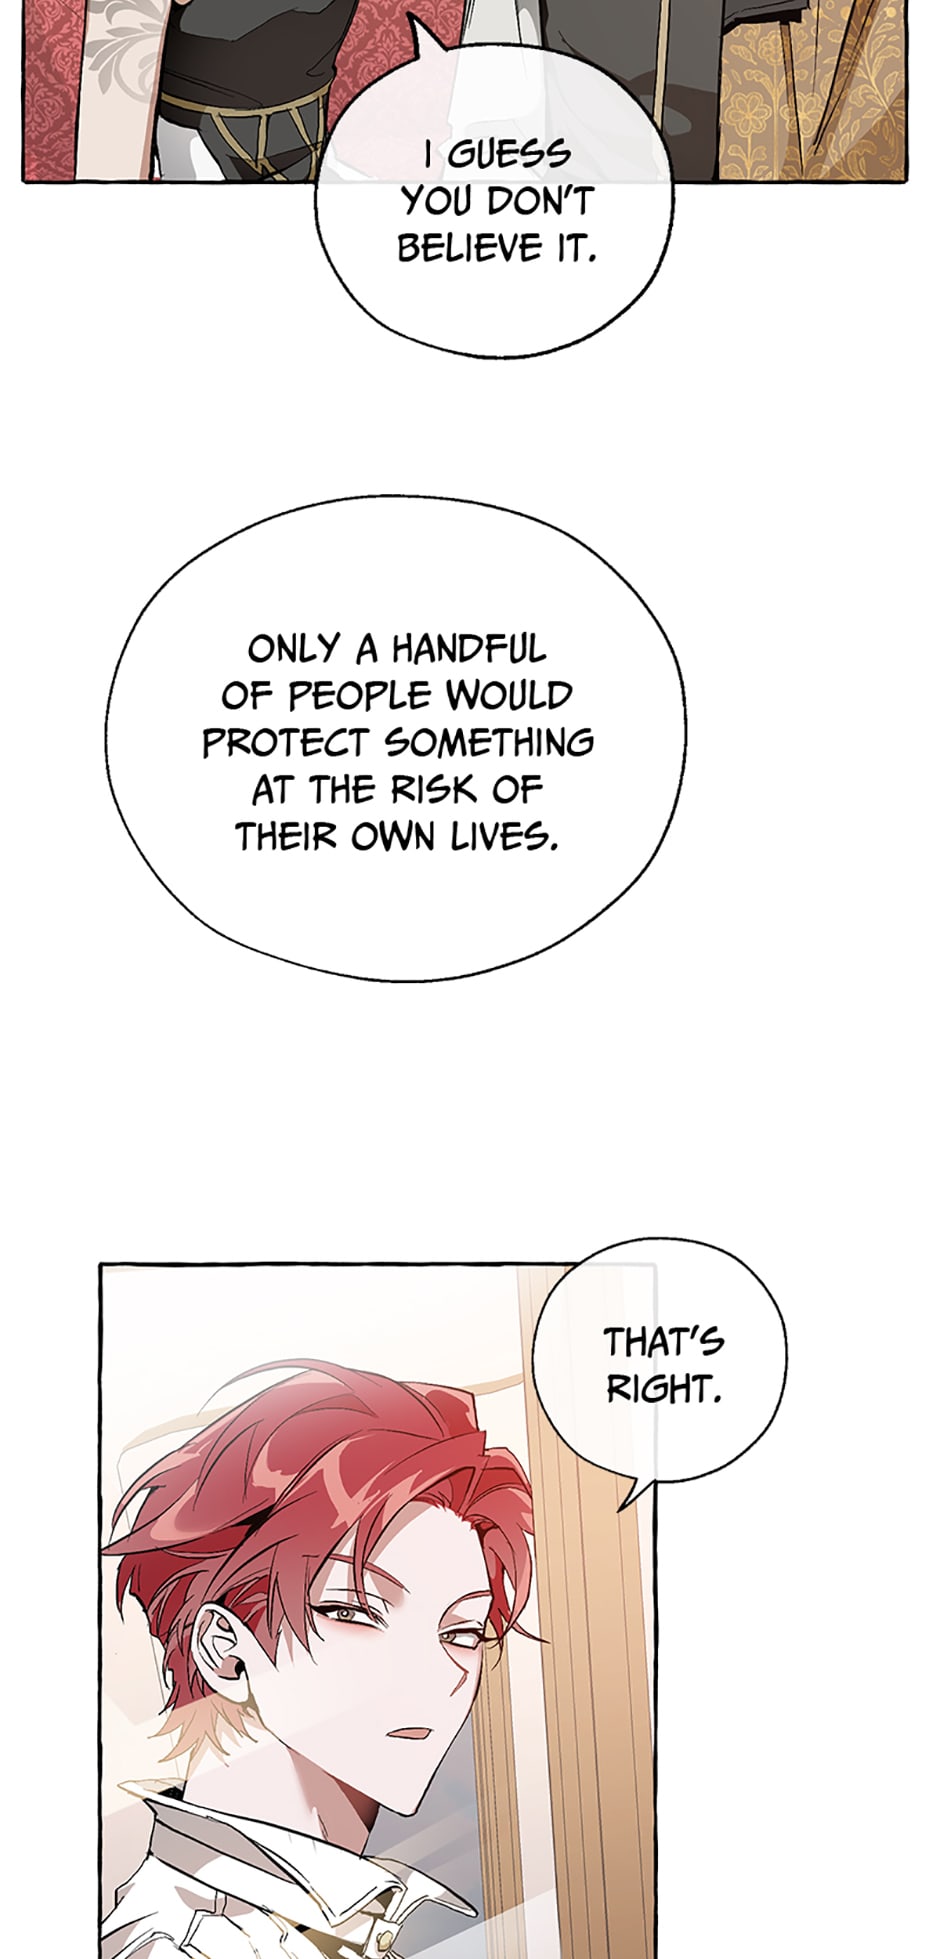 I GUESS
YOU DON'T
BELIEVE IT.
ONLY A HANDFUL
OF PEOPLE WOULD
PROTECT SOMETHING
AT THE RISK OF
THEIR OWN LIVES.
THAT'S
RIGHT.